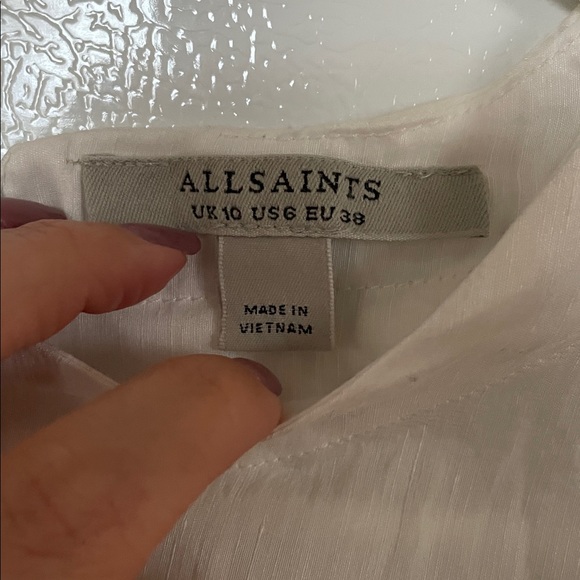 ALLSAINTS
UK 10 US 6 EU 38
MADE IN
VIETNAM